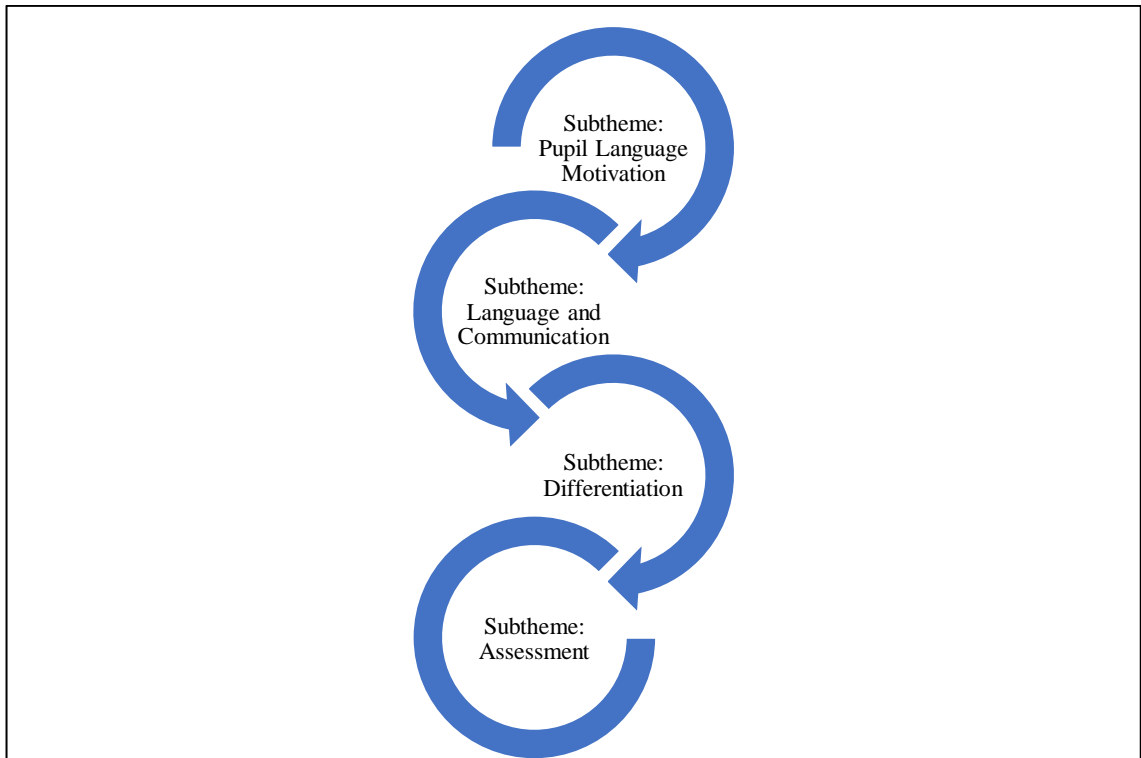 Subtheme:
Pupil Language
Motivation
Subtheme:
Language and
Communication
Subtheme:
Differentiation
Subtheme:
Assessment